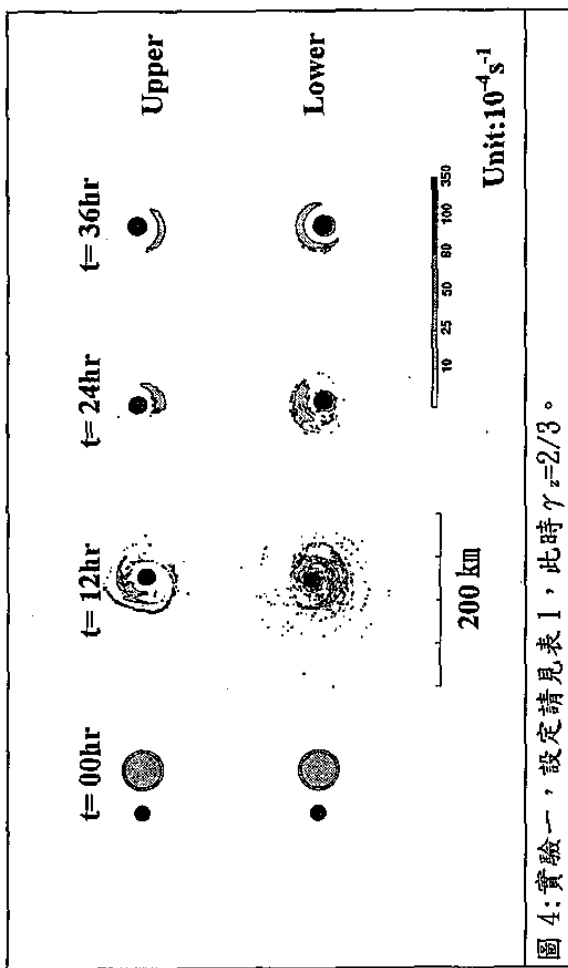 t= 00hr t= 12hr t= 24hr t= 36hr
Upper
Lower
200 km
10 25 50 80 100 350
Unit:10⁻⁴s⁻¹
圖 4:實驗一，設定請見表 1，此時 γz=2/3。